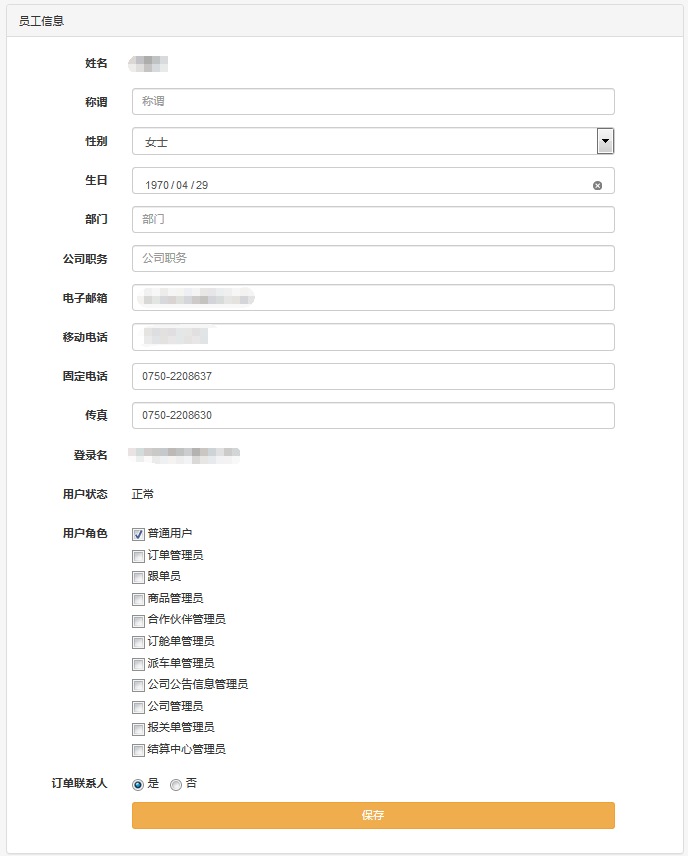 员工信息
姓名
称谓 称谓
性别 女士
生日 1970 / 04 / 29
部门 部门
公司职务 公司职务
电子邮箱
移动电话
固定电话 0750-2208637
传真 0750-2208630
登录名
用户状态 正常
用户角色 普通用户
订单管理员
跟单员
商品管理员
合作伙伴管理员
订舱单管理员
派车单管理员
公司公告信息管理员
公司管理员
报关单管理员
结算中心管理员
订单联系人 是 否
保存